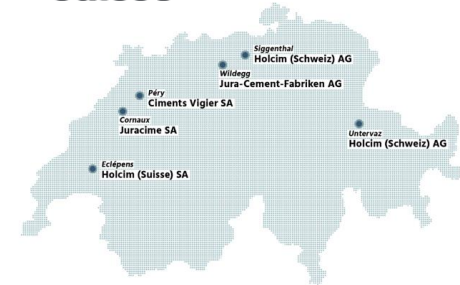 Siggenthal
Holcim (Schweiz) AG
Wildegg
Jura-Cement-Fabriken AG
Péry
Ciments Vigier SA
Cornaux
Juracime SA
Untervaz
Holcim (Schweiz) AG
Eclépens
Holcim (Suisse) SA